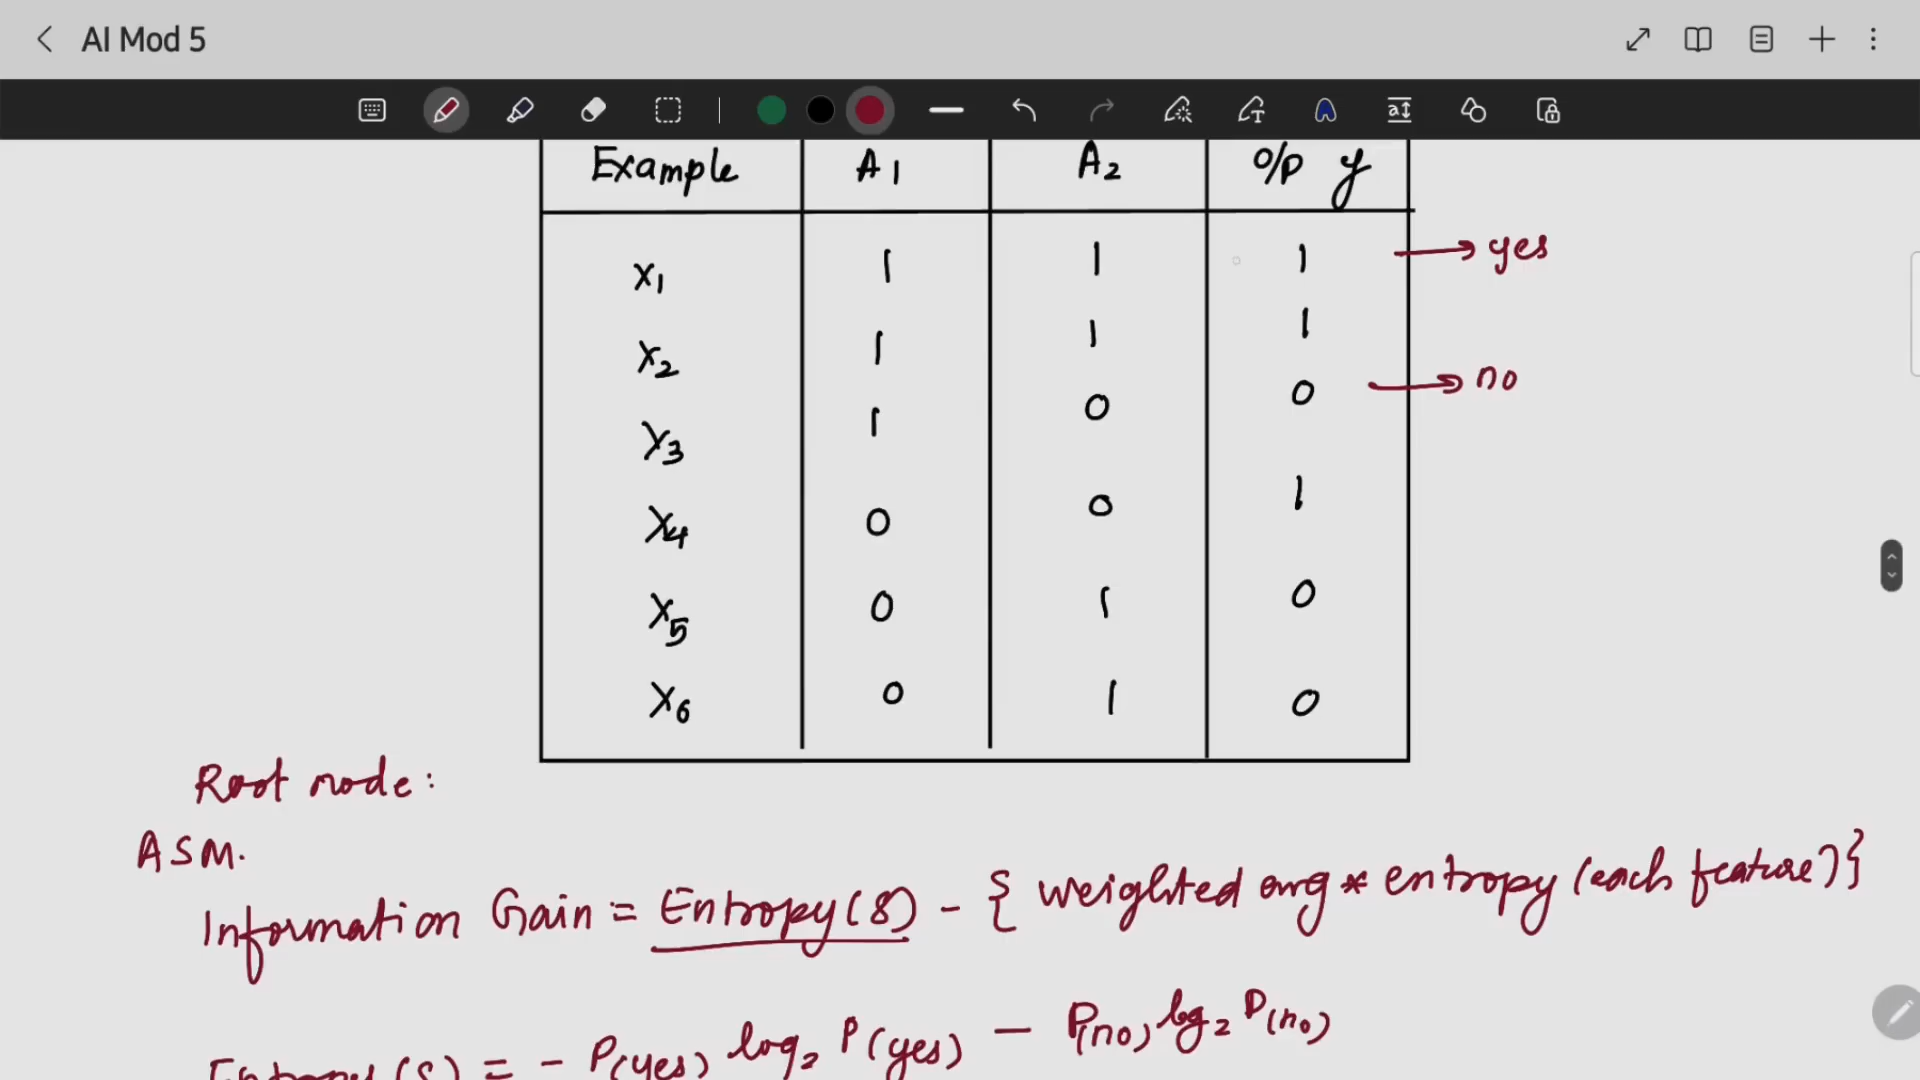 AI Mod 5
Example A1 A2 O/P y
x1 1 1 1 → yes
x2 1 1 1
x3 1 0 0 → no
x4 0 0 1
x5 0 1 0
x6 0 1 0
Root node:
ASM.
Information Gain = Entropy(S) - { weighted avg * entropy (each feature)}
Entropy(S) = - P(yes) log2 P(yes) - P(no) log2 P(no)